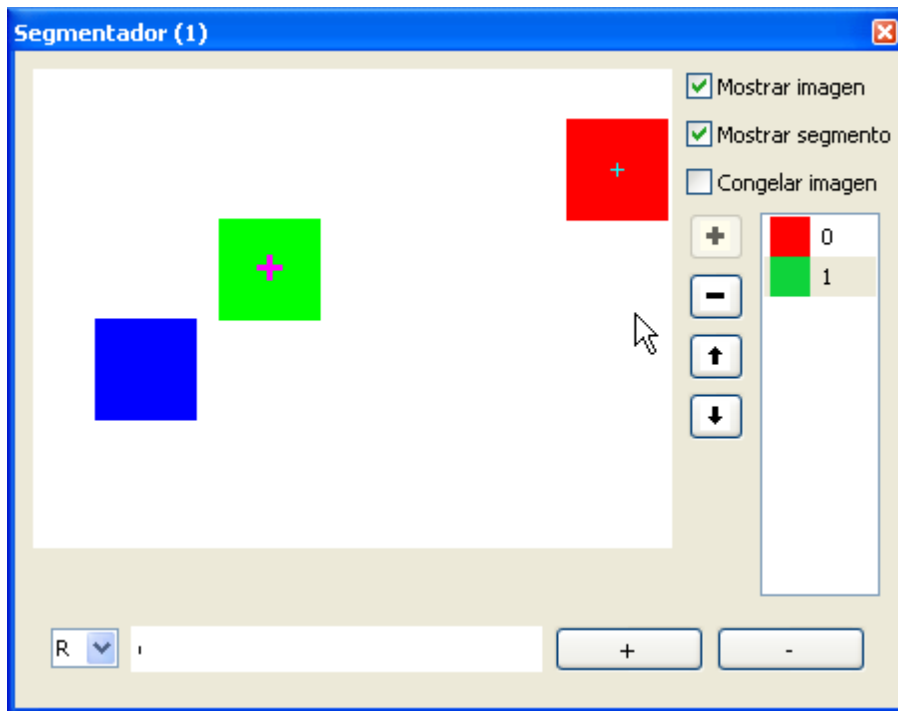 Segmentador (1)
Mostrar imagen
Mostrar segmento
Congelar imagen
0
1
R
+
-